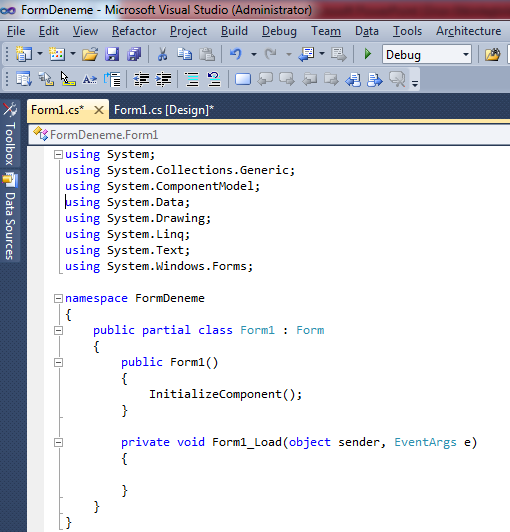 FormDeneme - Microsoft Visual Studio (Administrator)
File Edit View Refactor Project Build Debug Team Data Tools Architecture
Debug
Form1.cs* Form1.cs [Design]*
Toolbox
Data Sources
FormDeneme.Form1
using System;
using System.Collections.Generic;
using System.ComponentModel;
using System.Data;
using System.Drawing;
using System.Linq;
using System.Text;
using System.Windows.Forms;
namespace FormDeneme
{
public partial class Form1 : Form
{
public Form1()
{
InitializeComponent();
}
private void Form1_Load(object sender, EventArgs e)
{
}
}
}